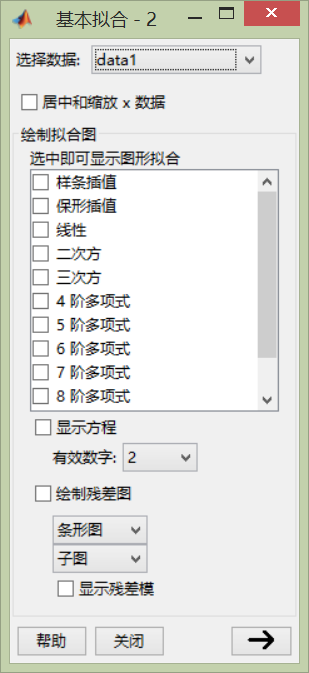 基本拟合 - 2
选择数据: data1
居中和缩放 x 数据
绘制拟合图
选中即可显示图形拟合
样条插值
保形插值
线性
二次方
三次方
4 阶多项式
5 阶多项式
6 阶多项式
7 阶多项式
8 阶多项式
显示方程
有效数字: 2
绘制残差图
条形图
子图
显示残差模
帮助 关闭